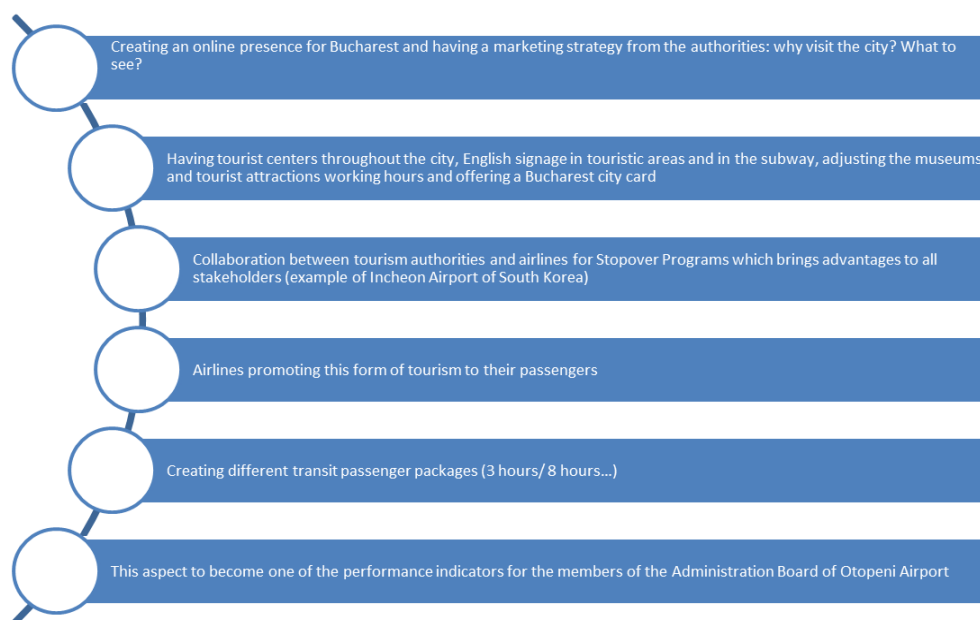 Creating an online presence for Bucharest and having a marketing strategy from the authorities: why visit the city? What to
see?
Having tourist centers throughout the city, English signage in touristic areas and in the subway, adjusting the museums
and tourist attractions working hours and offering a Bucharest city card
Collaboration between tourism authorities and airlines for Stopover Programs which brings advantages to all
stakeholders (example of Incheon Airport of South Korea)
Airlines promoting this form of tourism to their passengers
Creating different transit passenger packages (3 hours/ 8 hours…)
This aspect to become one of the performance indicators for the members of the Administration Board of Otopeni Airport